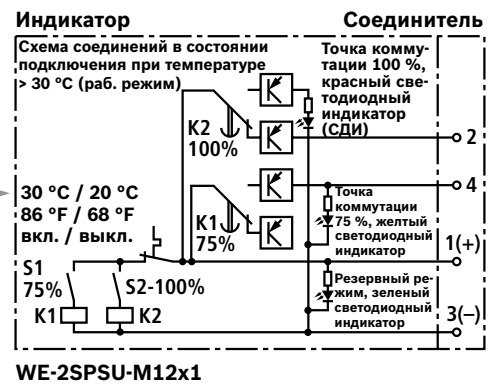 Индикатор
Соединитель
Схема соединений в состоянии
подключения при температуре
> 30 °C (раб. режим)
Точка комму-
тации 100 %,
красный све-
тодиодный
индикатор
(СДИ)
K2
100%
2
4
30 °C / 20 °C
86 °F / 68 °F
вкл. / выкл.
Точка
коммутации
75 %, желтый
светодиодный
индикатор
K1
75%
1(+)
S1
75%
S2-100%
Резервный ре-
жим, зеленый
светодиодный
индикатор
K1
K2
3(–)
WE-2SPSU-M12x1